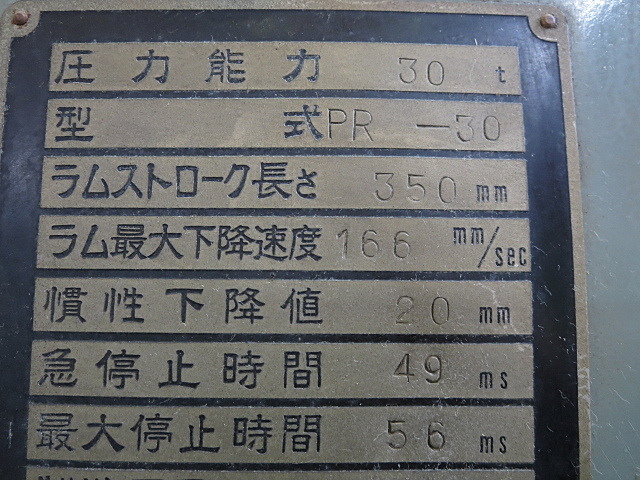 圧力能力 30 t
型式 PR -30
ラムストローク長さ 350 mm
ラム最大下降速度 166 mm/sec
慣性下降値 20 mm
急停止時間 49 ms
最大停止時間 56 ms